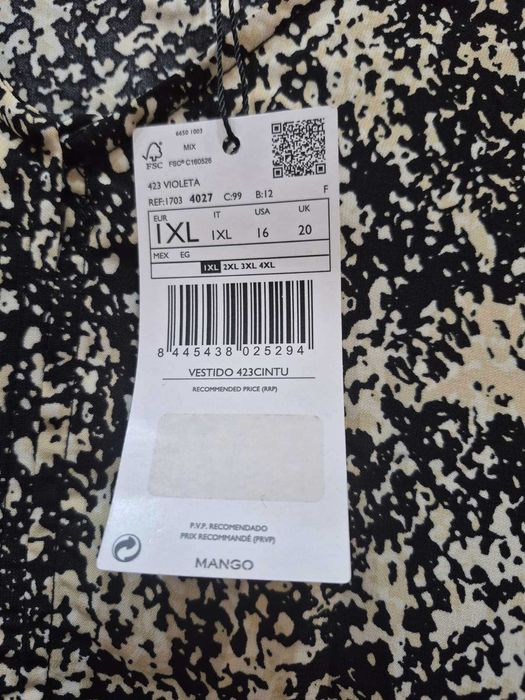 6650 1003
MIX
FSC
FSC® C160526
423 VIOLETA
REF:1703 4027 C:99 B:12 F
EUR IT USA UK
1XL 1XL 16 20
MEX EG
1XL 2XL 3XL 4XL
8 445438 025294
VESTIDO 423CINTU
RECOMMENDED PRICE (RRP)
P.V.P. RECOMENDADO
PRIX RECOMMANDÉ (PRVP)
MANGO